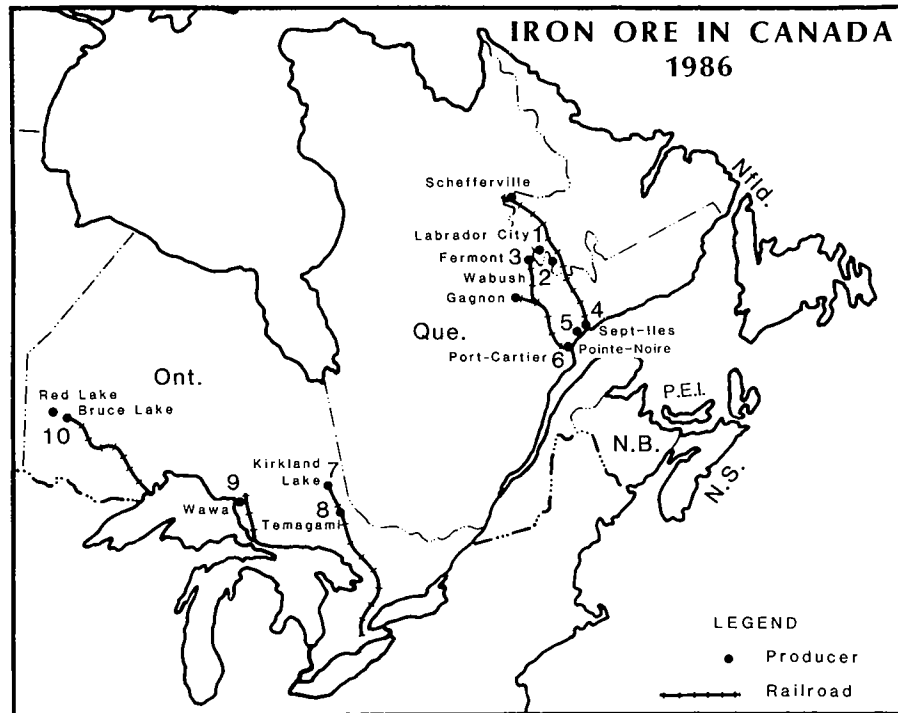 IRON ORE IN CANADA
1986
Nfld.
Schefferville
Labrador City 1
Fermont 3
Wabush 2
Gagnon
4
5 Sept-Iles
Que.
Pointe-Noire
Port-Cartier 6
Ont.
P.E.I.
Red Lake
Bruce Lake
10
N.B.
N.S.
Kirkland 7
Lake
9
Wawa
8
Temagami
LEGEND
Producer
Railroad